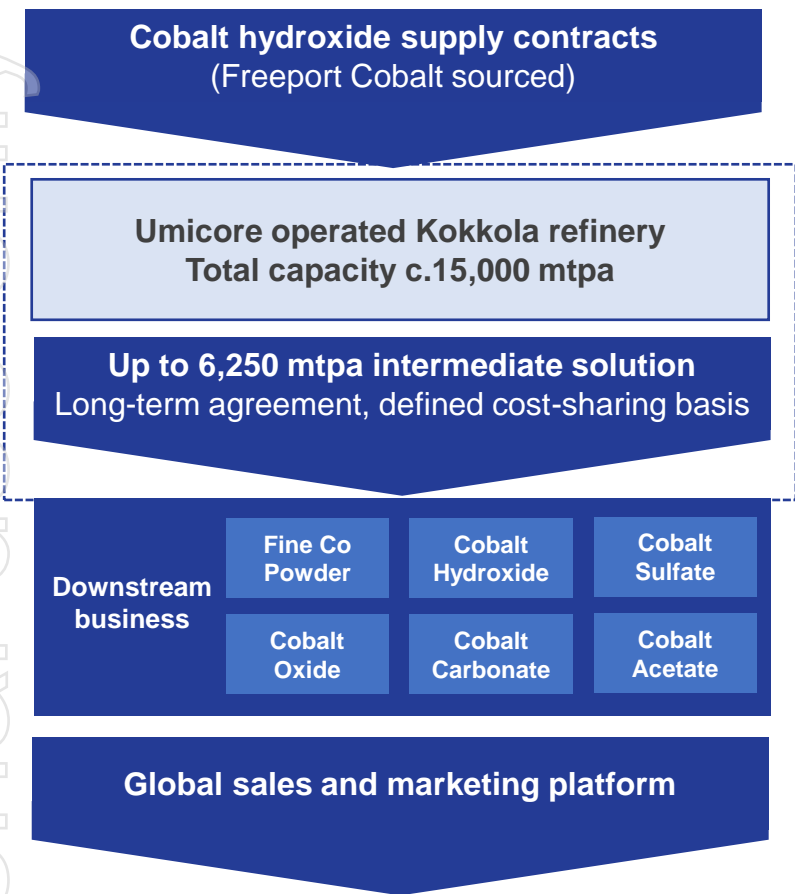 Cobalt hydroxide supply contracts
(Freeport Cobalt sourced)
Umicore operated Kokkola refinery
Total capacity c.15,000 mtpa
Up to 6,250 mtpa intermediate solution
Long-term agreement, defined cost-sharing basis
Downstream
business
Fine Co
Powder
Cobalt
Hydroxide
Cobalt
Sulfate
Cobalt
Oxide
Cobalt
Carbonate
Cobalt
Acetate
Global sales and marketing platform